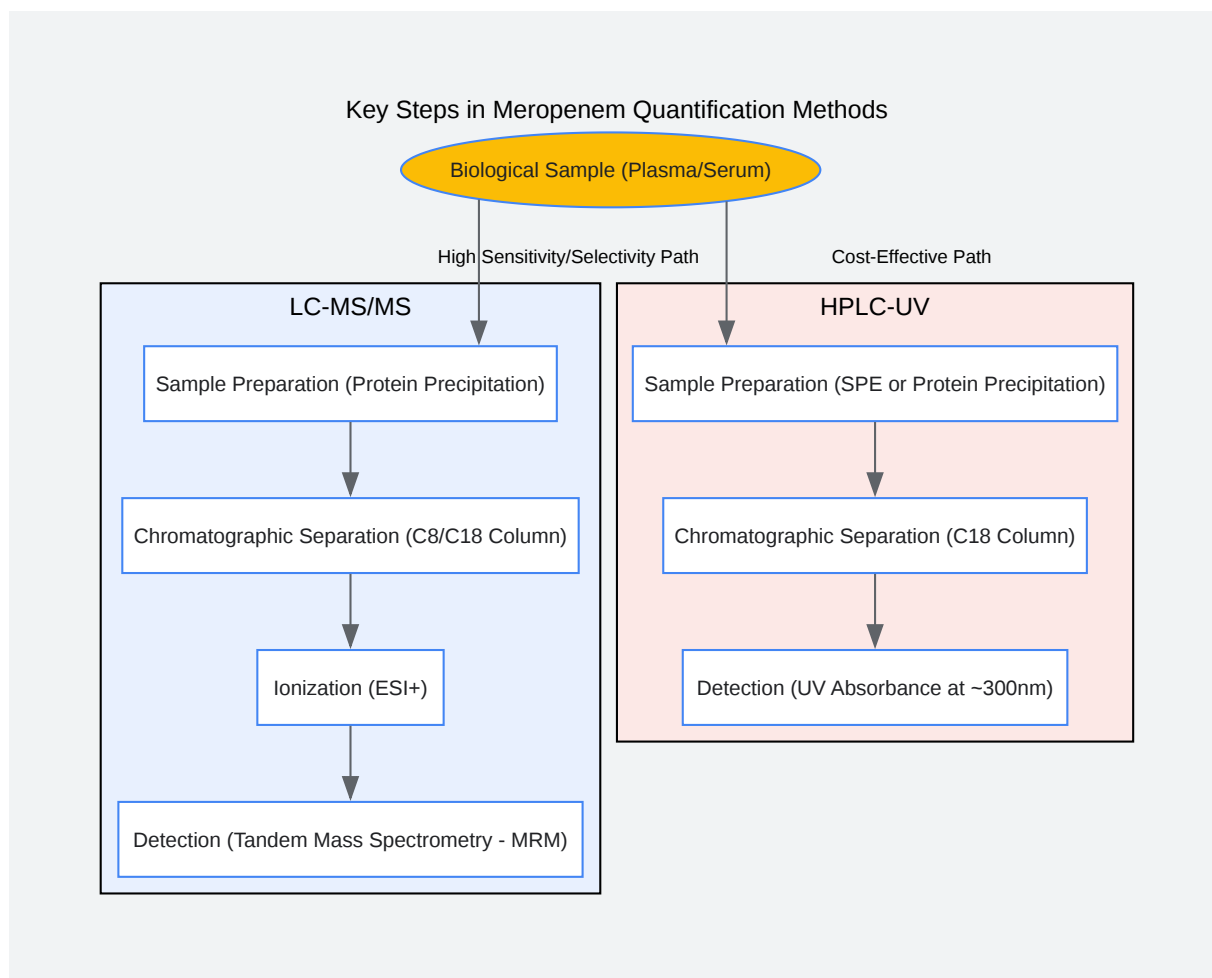 Key Steps in Meropenem Quantification Methods
Biological Sample (Plasma/Serum)
High Sensitivity/Selectivity Path
Cost-Effective Path
LC-MS/MS
Sample Preparation (Protein Precipitation)
Chromatographic Separation (C8/C18 Column)
Ionization (ESI+)
Detection (Tandem Mass Spectrometry - MRM)
HPLC-UV
Sample Preparation (SPE or Protein Precipitation)
Chromatographic Separation (C18 Column)
Detection (UV Absorbance at ~300nm)